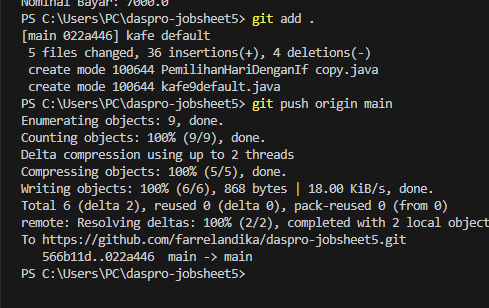 Nominal Bayar: 7000.0
PS C:\Users\PC\daspro-jobsheet5> git add .
[main 022a446] kafe default
 5 files changed, 36 insertions(+), 4 deletions(-)
 create mode 100644 PemilihanHariDenganIf copy.java
 create mode 100644 kafe9default.java
PS C:\Users\PC\daspro-jobsheet5> git push origin main
Enumerating objects: 9, done.
Counting objects: 100% (9/9), done.
Delta compression using up to 2 threads
Compressing objects: 100% (5/5), done.
Writing objects: 100% (6/6), 868 bytes | 18.00 KiB/s, done.
Total 6 (delta 2), reused 0 (delta 0), pack-reused 0 (from 0)
remote: Resolving deltas: 100% (2/2), completed with 2 local object
To https://github.com/farrelandika/daspro-jobsheet5.git
   566b11d..022a446  main -> main
PS C:\Users\PC\daspro-jobsheet5>